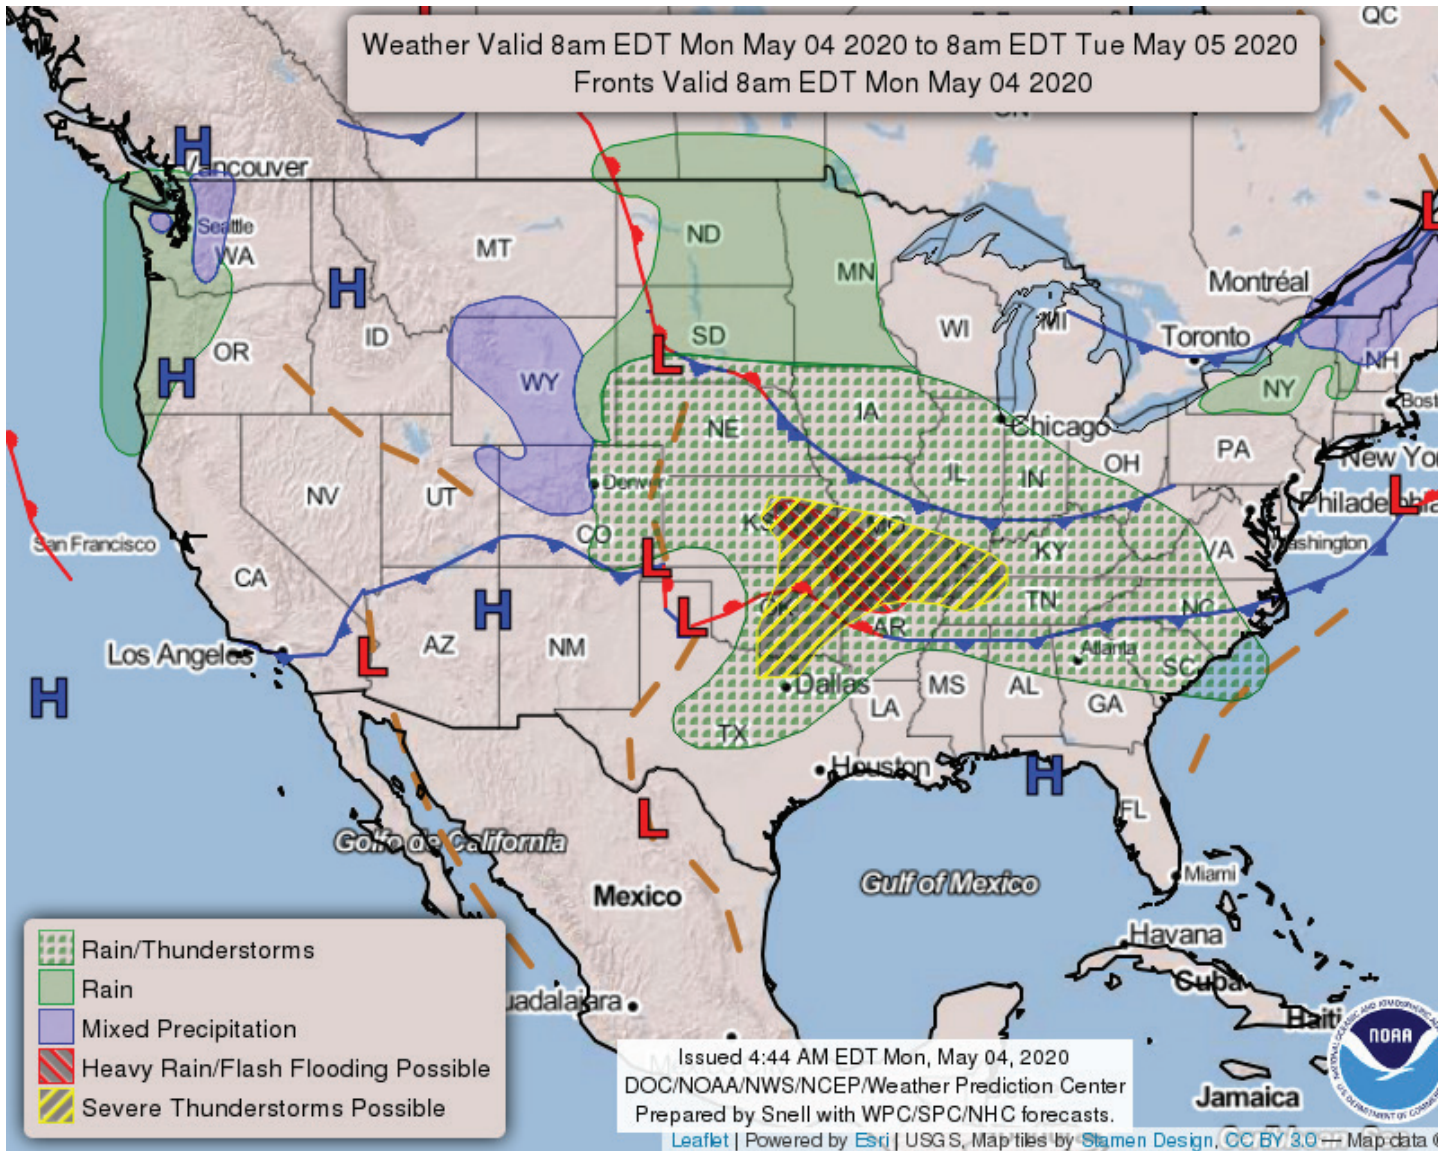 QC
Weather Valid 8am EDT Mon May 04 2020 to 8am EDT Tue May 05 2020
Fronts Valid 8am EDT Mon May 04 2020
H
Vancouver
L
Seattle
WA
MT
ND
MN
Montréal
H
ID
OR
H
SD
L
WI
MI
Toronto
NH
WY
NE
IA
NY
Bost
Chicago
OH
PA
New Yo
NV
UT
Denver
IL
IN
Philadelphia
L
San Francisco
CO
KS
MO
KY
VA
Washington
CA
L
H
L
OK
TN
NC
AR
Los Angeles
L
AZ
NM
Atlanta
SC
H
Dallas
MS
AL
GA
LA
TX
Houston
H
FL
L
Golfo de California
Mexico
Gulf of Mexico
Miami
Havana
Cuba
Haiti
Rain/Thunderstorms
Rain
Mixed Precipitation
Heavy Rain/Flash Flooding Possible
Severe Thunderstorms Possible
uadalajara
Issued 4:44 AM EDT Mon, May 04, 2020
DOC/NOAA/NWS/NCEP/Weather Prediction Center
Prepared by Snell with WPC/SPC/NHC forecasts.
NOAA
Jamaica
Leaflet | Powered by Esri | USGS, Map tiles by Stamen Design, CC BY 3.0 — Map data ©